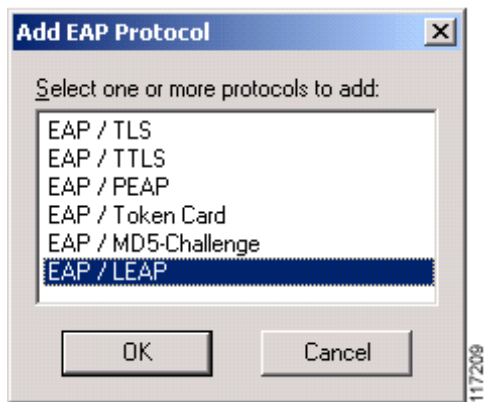 Add EAP Protocol
Select one or more protocols to add:
EAP / TLS
EAP / TTLS
EAP / PEAP
EAP / Token Card
EAP / MD5-Challenge
EAP / LEAP
OK Cancel
117209